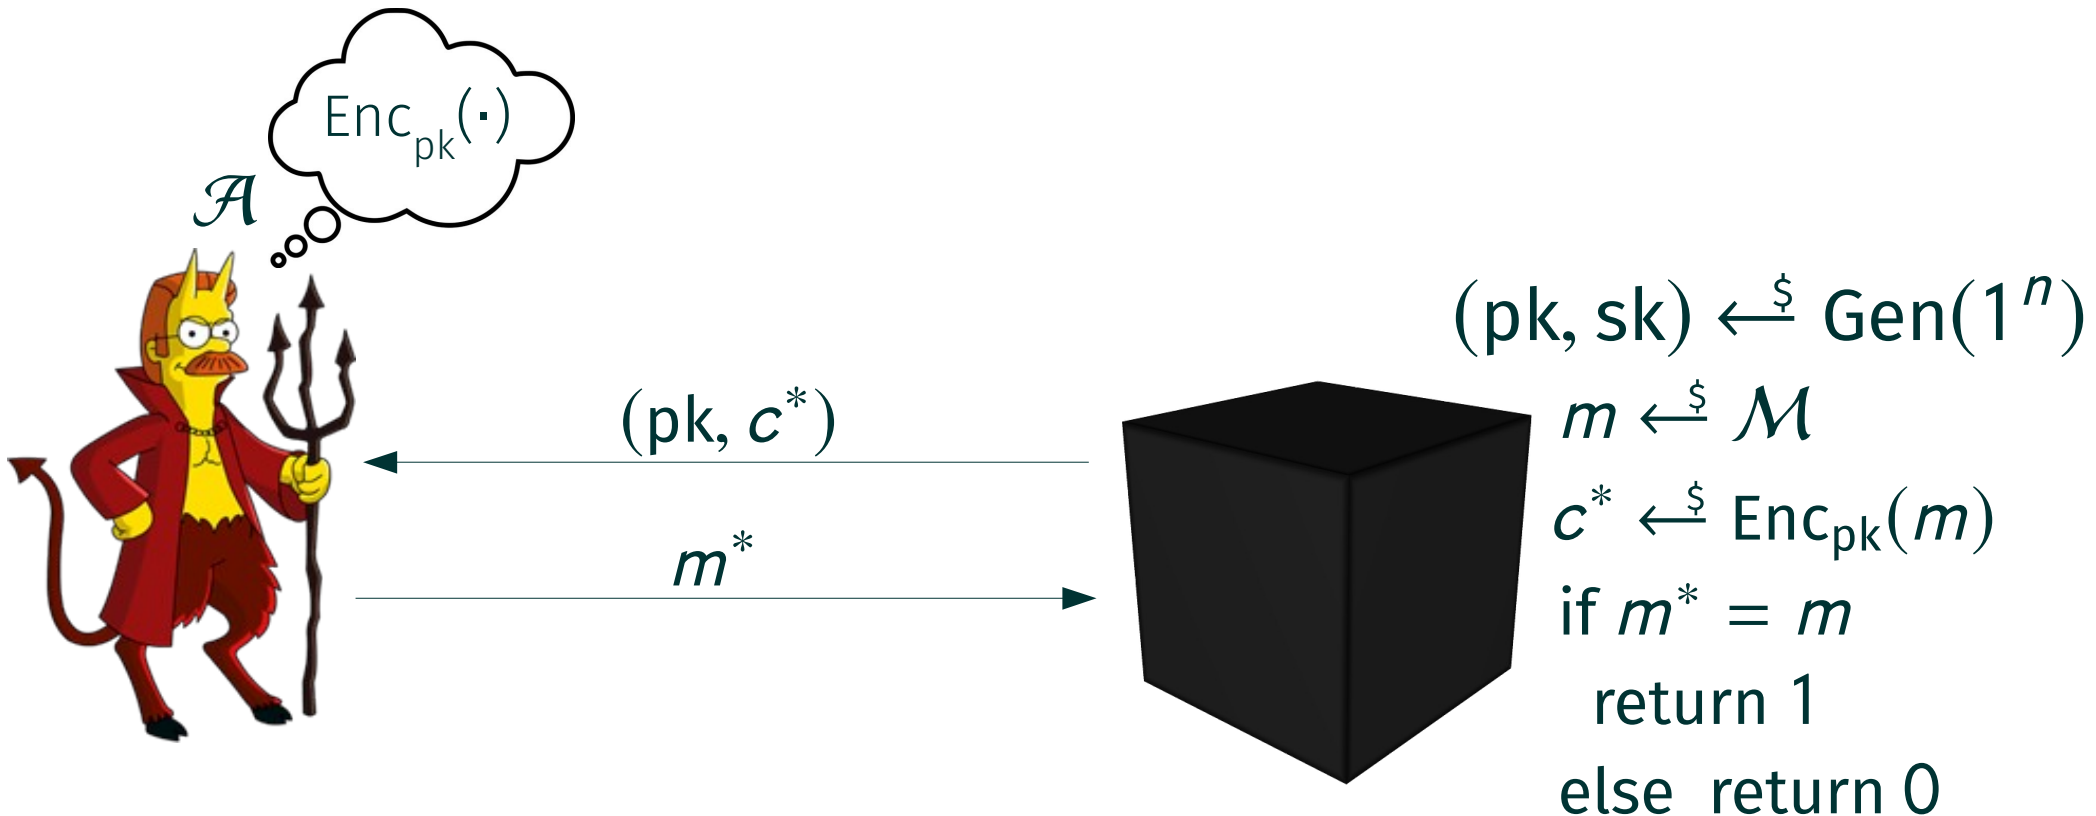 Enc_pk(·)
𝒜
(pk, c*)
m*
(pk, sk) ←$ Gen(1^n)
m ←$ ℳ
c* ←$ Enc_pk(m)
if m* = m
return 1
else return 0